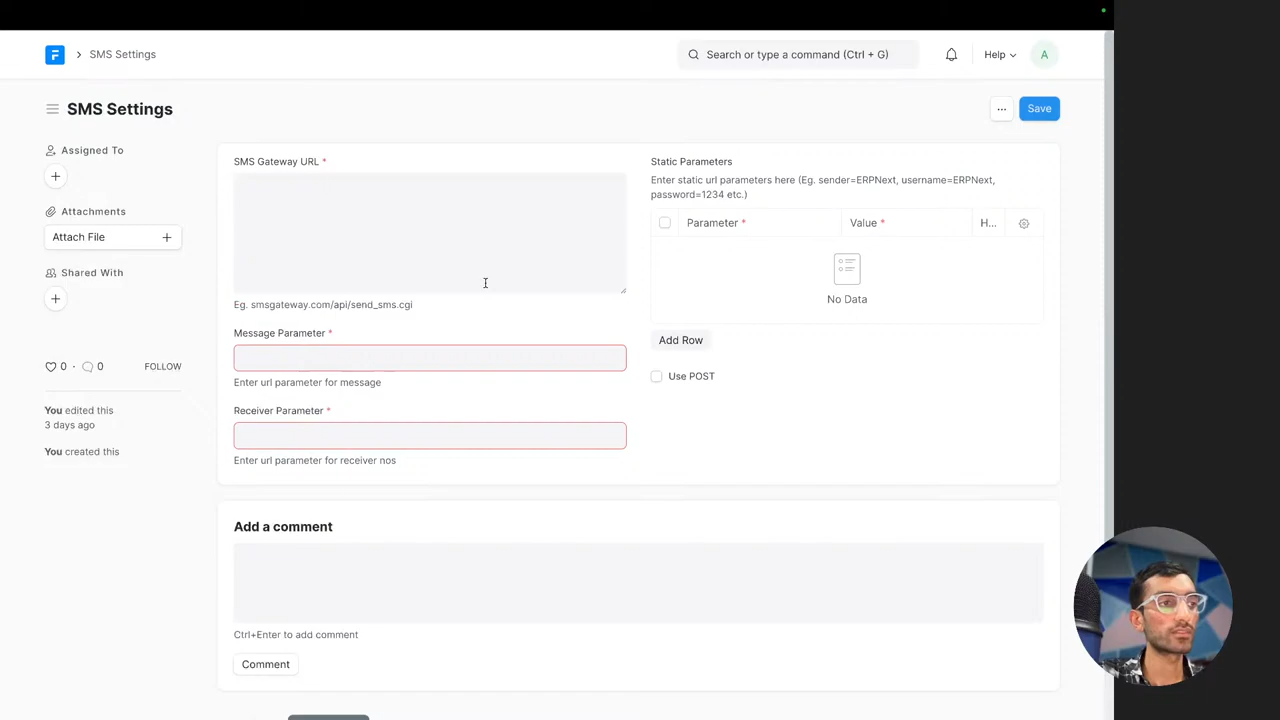 SMS Settings
Search or type a command (Ctrl + G)
Help
A
SMS Settings
...
Save
Assigned To
Attachments
Attach File
Shared With
0 · 0
FOLLOW
You edited this
3 days ago
You created this
SMS Gateway URL *
Eg. smsgateway.com/api/send_sms.cgi
Message Parameter *
Enter url parameter for message
Receiver Parameter *
Enter url parameter for receiver nos
Static Parameters
Enter static url parameters here (Eg. sender=ERPNext, username=ERPNext,
password=1234 etc.)
Parameter *
Value *
H...
No Data
Add Row
Use POST
Add a comment
Ctrl+Enter to add comment
Comment